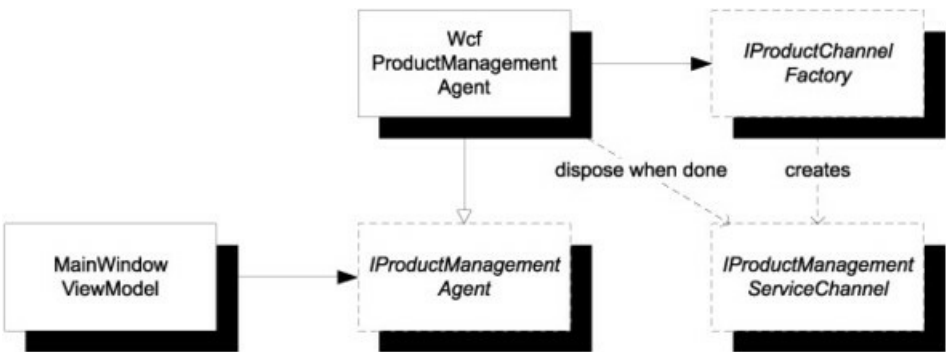 Wcf
ProductManagement
Agent
IProductChannel
Factory
dispose when done
creates
MainWindow
ViewModel
IProductManagement
Agent
IProductManagement
ServiceChannel